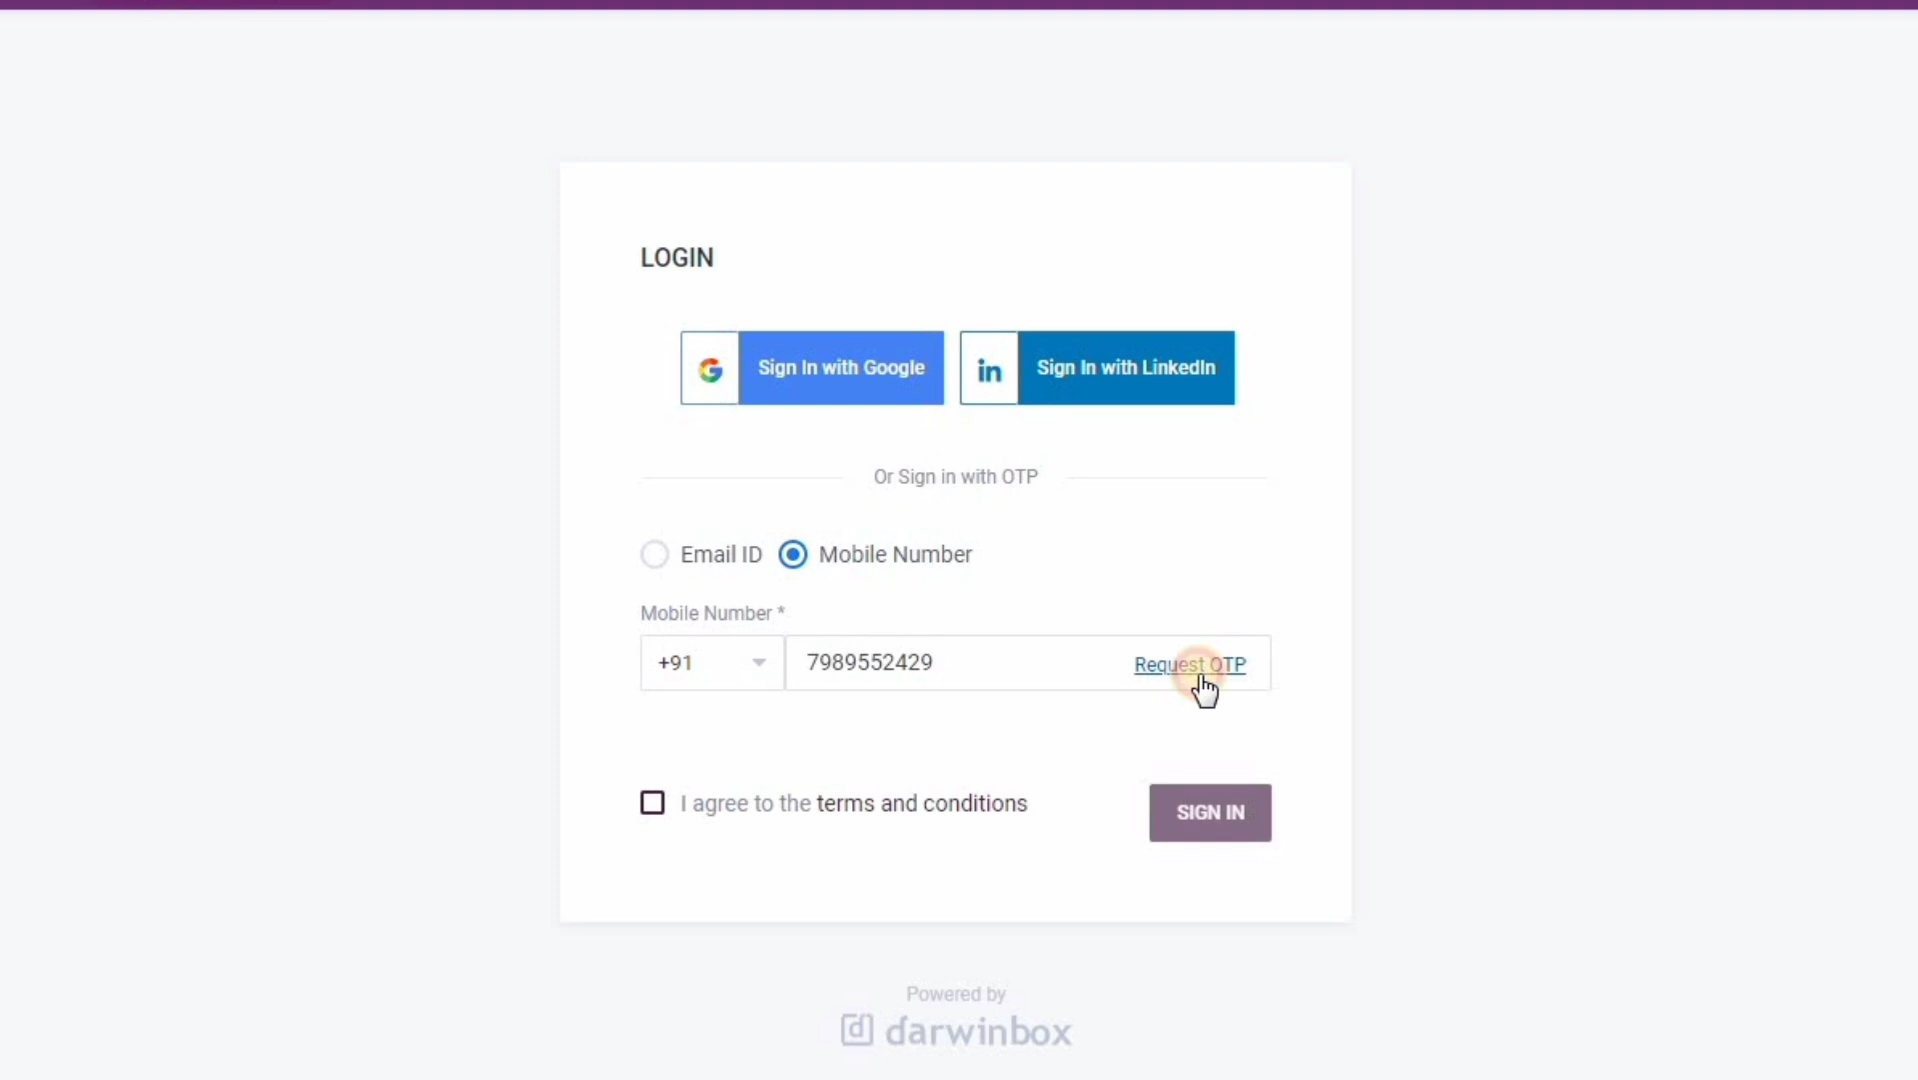 LOGIN
Sign In with Google
in Sign In with LinkedIn
Or Sign in with OTP
Email ID Mobile Number
Mobile Number *
+91 7989552429 Request OTP
I agree to the terms and conditions SIGN IN
Powered by
darwinbox